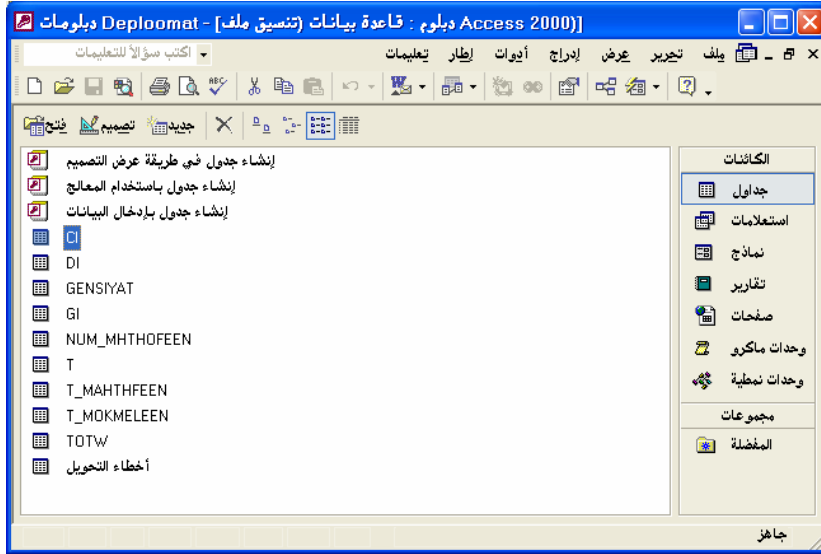 دبلومات Deploomat - [دبلوم : قاعدة بيانات (تنسيق ملف Access 2000)]
ملف تحرير عرض إدراج أدوات إطار تعليمات اكتب سؤالاً للتعليمات
فتح تصميم جديد
إنشاء جدول في طريقة عرض التصميم
إنشاء جدول باستخدام المعالج
إنشاء جدول بإدخال البيانات
CI
DI
GENSIYAT
GI
NUM_MHTHOFEEN
T
T_MAHTHFEEN
T_MOKMELEEN
TOTW
أخطاء التحويل
الكائنات
جداول
استعلامات
نماذج
تقارير
صفحات
وحدات ماكرو
وحدات نمطية
مجموعات
المفضلة
جاهز